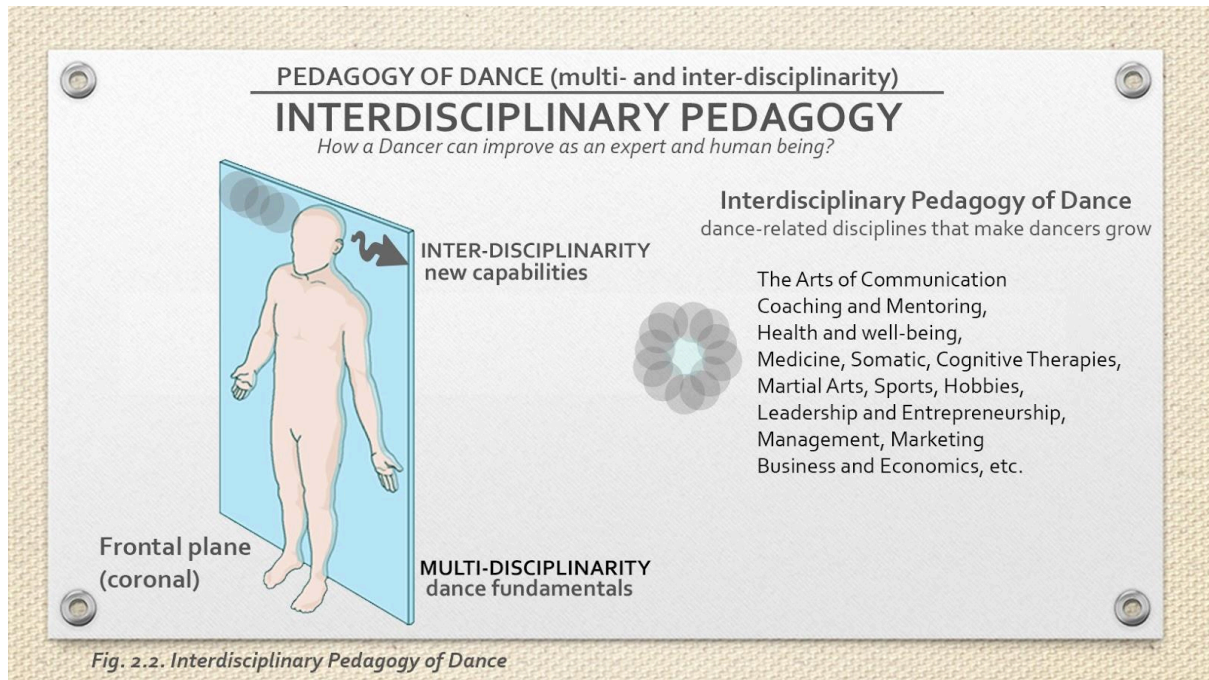 PEDAGOGY OF DANCE (multi- and inter-disciplinarity)
INTERDISCIPLINARY PEDAGOGY
How a Dancer can improve as an expert and human being?
INTER-DISCIPLINARITY
new capabilities
Frontal plane
(coronal)
MULTI-DISCIPLINARITY
dance fundamentals
Interdisciplinary Pedagogy of Dance
dance-related disciplines that make dancers grow
The Arts of Communication
Coaching and Mentoring,
Health and well-being,
Medicine, Somatic, Cognitive Therapies,
Martial Arts, Sports, Hobbies,
Leadership and Entrepreneurship,
Management, Marketing
Business and Economics, etc.
Fig. 2.2. Interdisciplinary Pedagogy of Dance